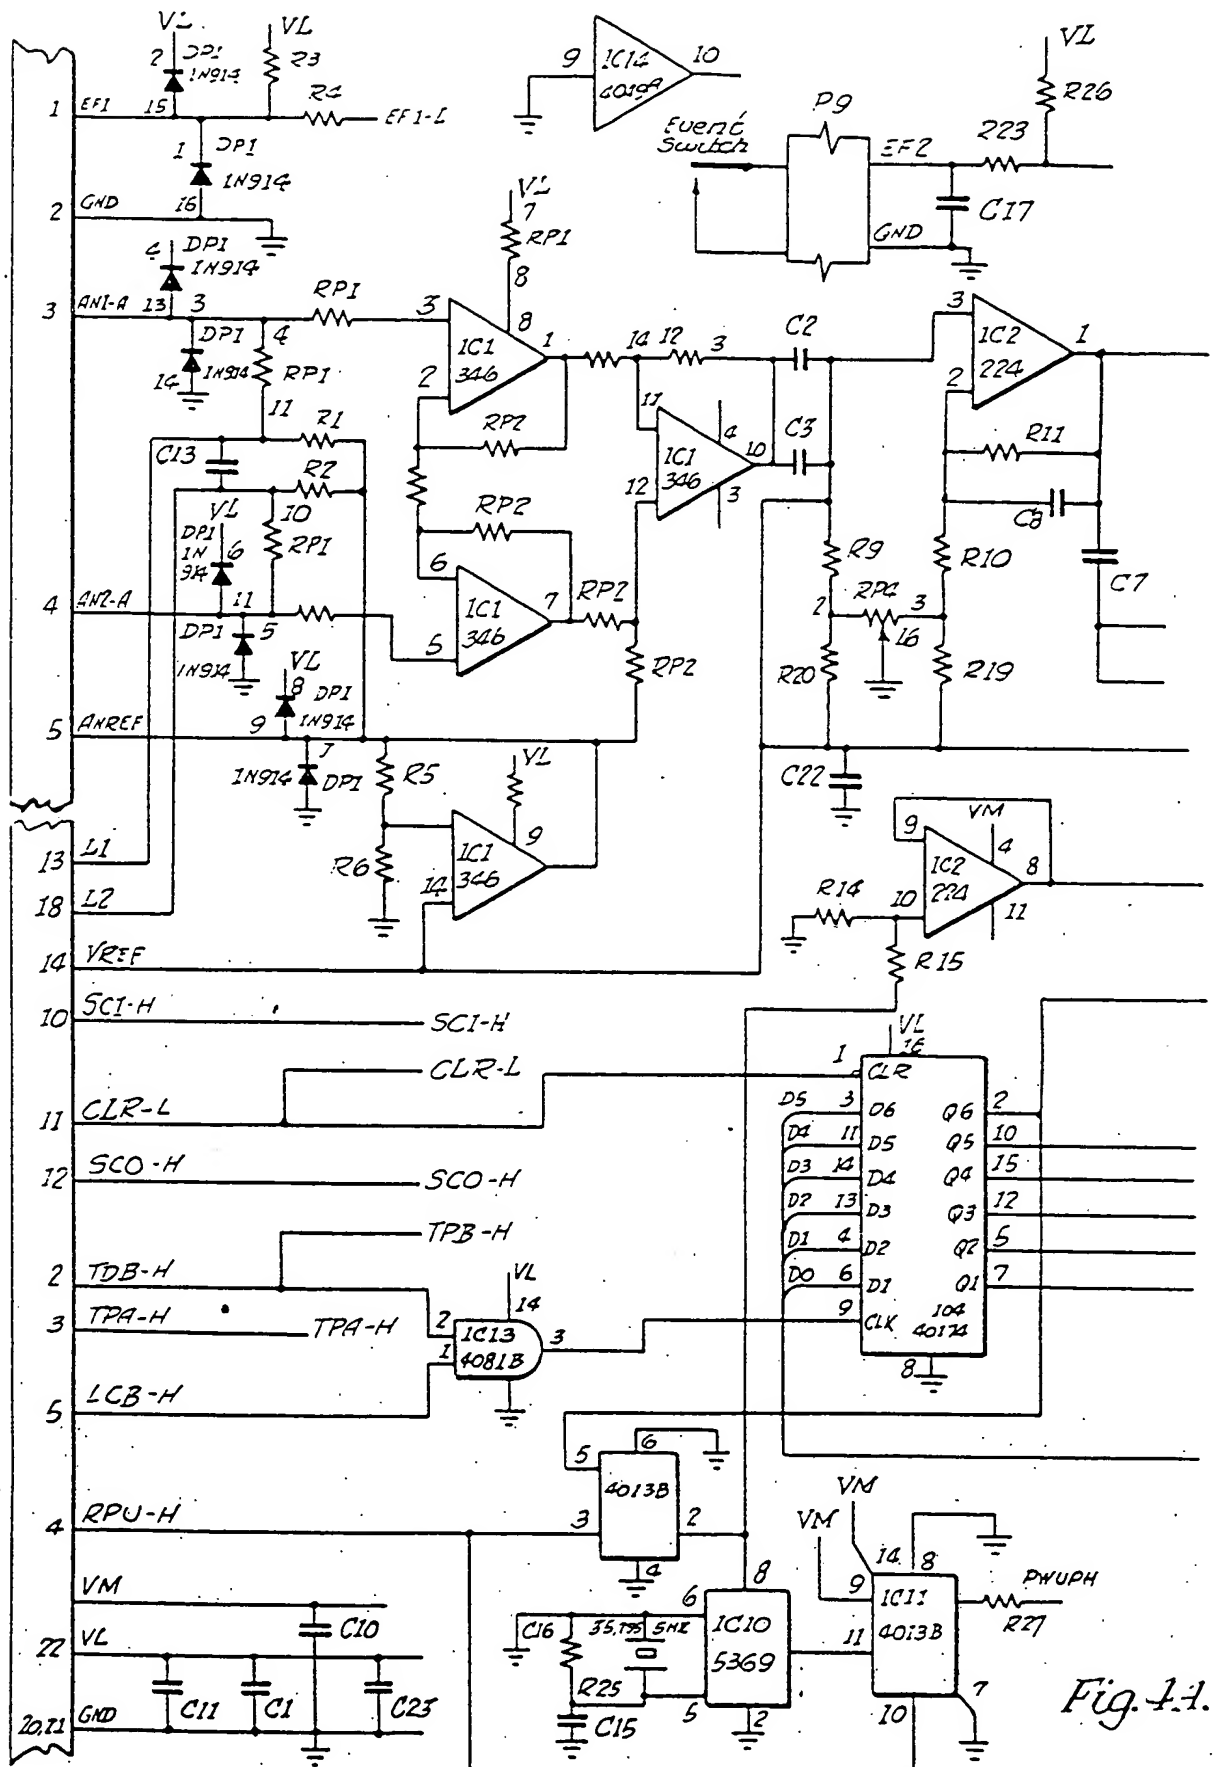 VL
VL
2
DP1
1N914
R3
9
IC14
4019A
10
VL
R26
1
EF1
15
R4
EF1-L
P9
Event
Switch
EF2
223
1
DP1
1N914
C17
2
GND
16
GND
VL
7
RP1
8
4
DP1
1N914
3
AN1-A
13
3
RP1
3
8
IC1
346
1
2
14
12
3
C2
3
IC2
224
1
2
DP1
1N914
14
4
RP1
11
11
IC1
346
4
10
3
12
C3
R11
R1
RP2
C13
R2
C8
VL
10
RP1
RP2
DP1
1N
914
6
R9
R10
C7
6
IC1
346
7
5
RP2
2
RP4
3
16
4
AN2-A
11
5
DP1
1N914
RP2
R20
R19
VL
8
DP1
1N914
5
ANREF
9
1N914
DP1
R5
VL
C22
9
IC1
346
14
R6
VM
9
IC2
224
4
8
10
11
13
L1
18
L2
R14
R15
14
VREF
10
SCI-H
SCI-H
CLR-L
11
CLR-L
VL
16
1
CLR
D5
3
D6
Q6
2
D4
11
D5
Q5
10
D3
14
D4
Q4
15
D2
13
D3
Q3
12
D1
4
D2
Q2
5
D0
6
D1
Q1
7
9
CLK
104
40174
8
12
SCO-H
SCO-H
TPB-H
2
TDB-H
VL
14
3
TPA-H
TPA-H
2
1
IC13
4081B
3
5
LCB-H
5
6
4013B
3
2
4
4
RPU-H
VM
VM
14
8
9
IC11
4013B
PWUPH
R27
11
7
10
VM
C10
22
VL
C11
C1
C23
20.21
GND
C16
5HZ
R25
C15
6
8
IC10
5369
5
2
Fig. 44.